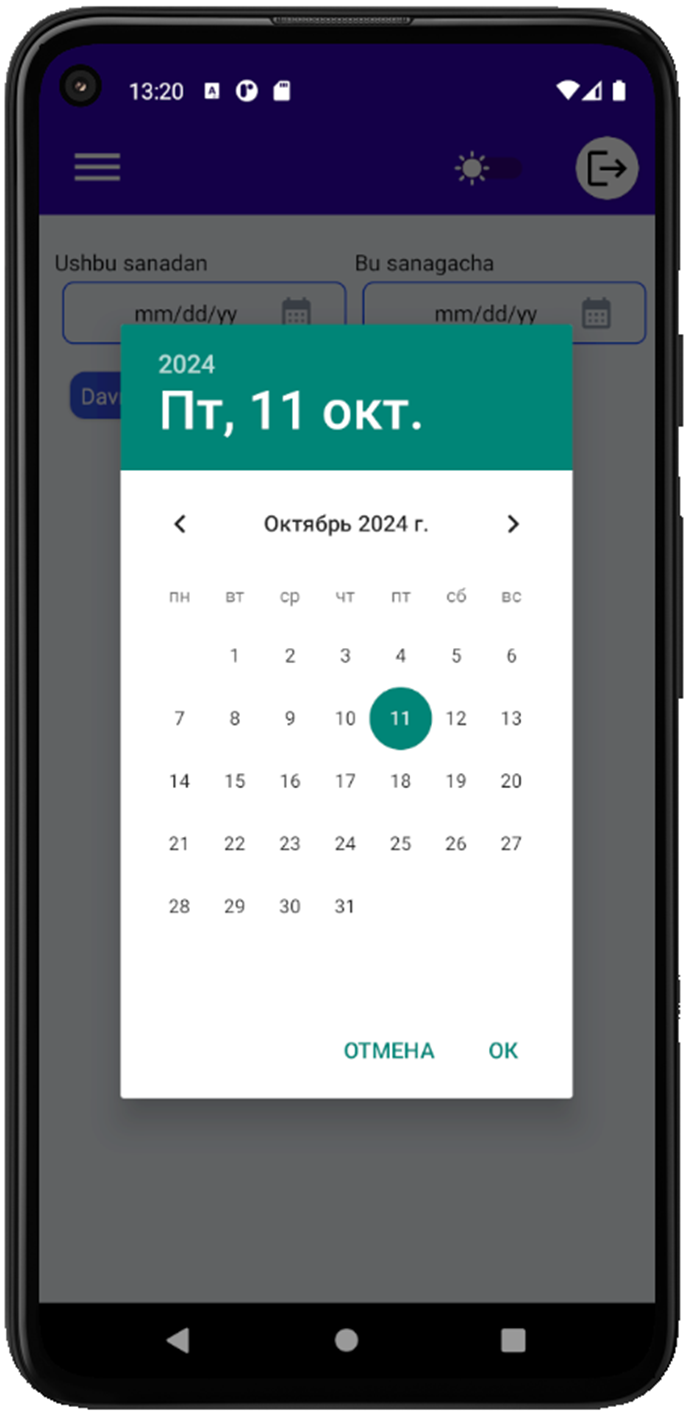 13:20
Ushbu sanadan Bu sanagacha
mm/dd/yy mm/dd/yy
2024
Пт, 11 окт.
Октябрь 2024 г.
пн вт ср чт пт сб вс
1 2 3 4 5 6
7 8 9 10 11 12 13
14 15 16 17 18 19 20
21 22 23 24 25 26 27
28 29 30 31
ОТМЕНА ОК